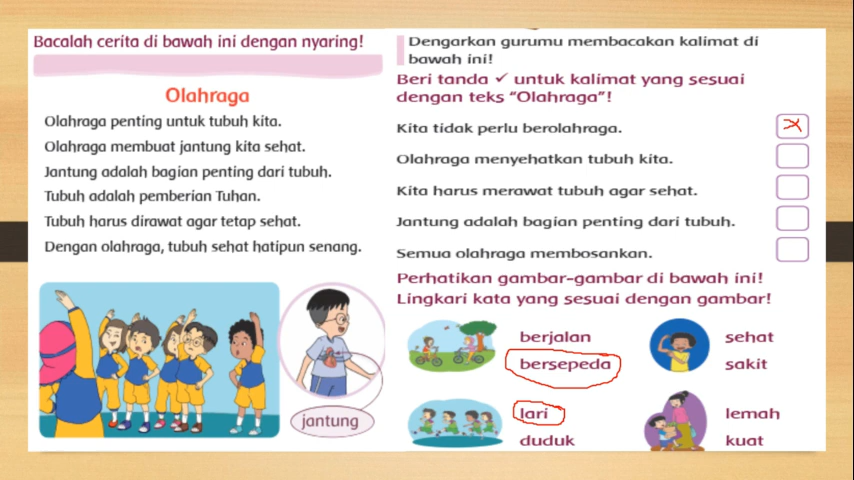 Bacalah cerita di bawah ini dengan nyaring!
Olahraga
Olahraga penting untuk tubuh kita.
Olahraga membuat jantung kita sehat.
Jantung adalah bagian penting dari tubuh.
Tubuh adalah pemberian Tuhan.
Tubuh harus dirawat agar tetap sehat.
Dengan olahraga, tubuh sehat hatipun senang.
jantung
Dengarkan gurumu membacakan kalimat di
bawah ini!
Beri tanda ✓ untuk kalimat yang sesuai
dengan teks “Olahraga”!
Kita tidak perlu berolahraga.
Olahraga menyehatkan tubuh kita.
Kita harus merawat tubuh agar sehat.
Jantung adalah bagian penting dari tubuh.
Semua olahraga membosankan.
Perhatikan gambar-gambar di bawah ini!
Lingkari kata yang sesuai dengan gambar!
berjalan
bersepeda
sehat
sakit
lari
duduk
lemah
kuat